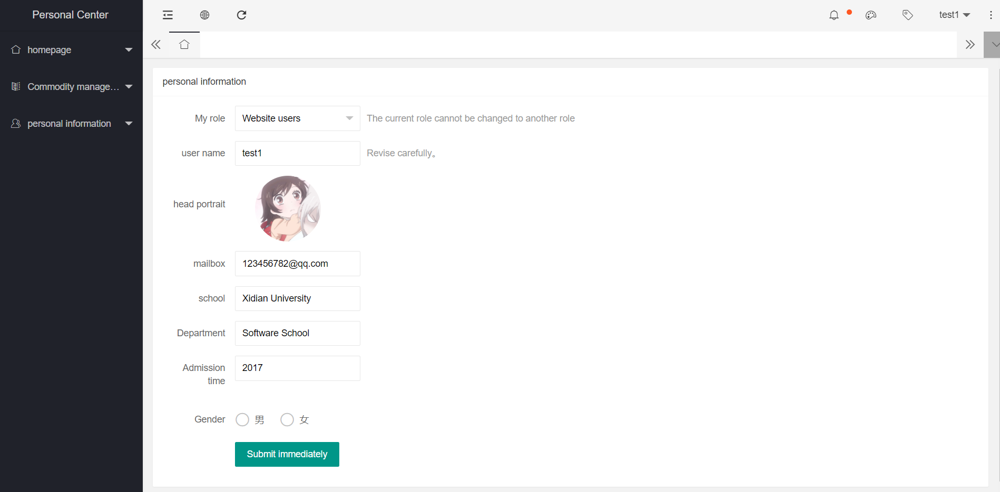 Personal Center
test1
homepage
Commodity manage...
personal information
personal information
My role
Website users
The current role cannot be changed to another role
user name
test1
Revise carefully。
head portrait
mailbox
123456782@qq.com
school
Xidian University
Department
Software School
Admission
time
2017
Gender
男
女
Submit immediately